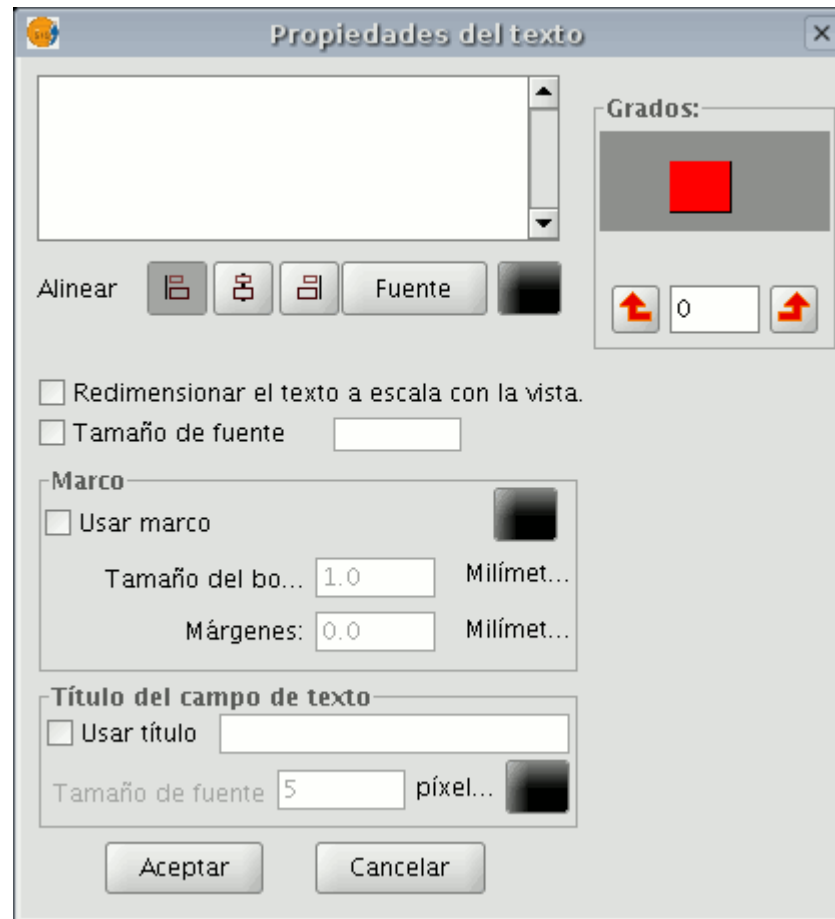 Propiedades del texto
Grados:
Alinear
Fuente
0
Redimensionar el texto a escala con la vista.
Tamaño de fuente
Marco
Usar marco
Tamaño del bo... 1.0 Milímet...
Márgenes: 0.0 Milímet...
Título del campo de texto
Usar título
Tamaño de fuente 5 píxel...
Aceptar Cancelar